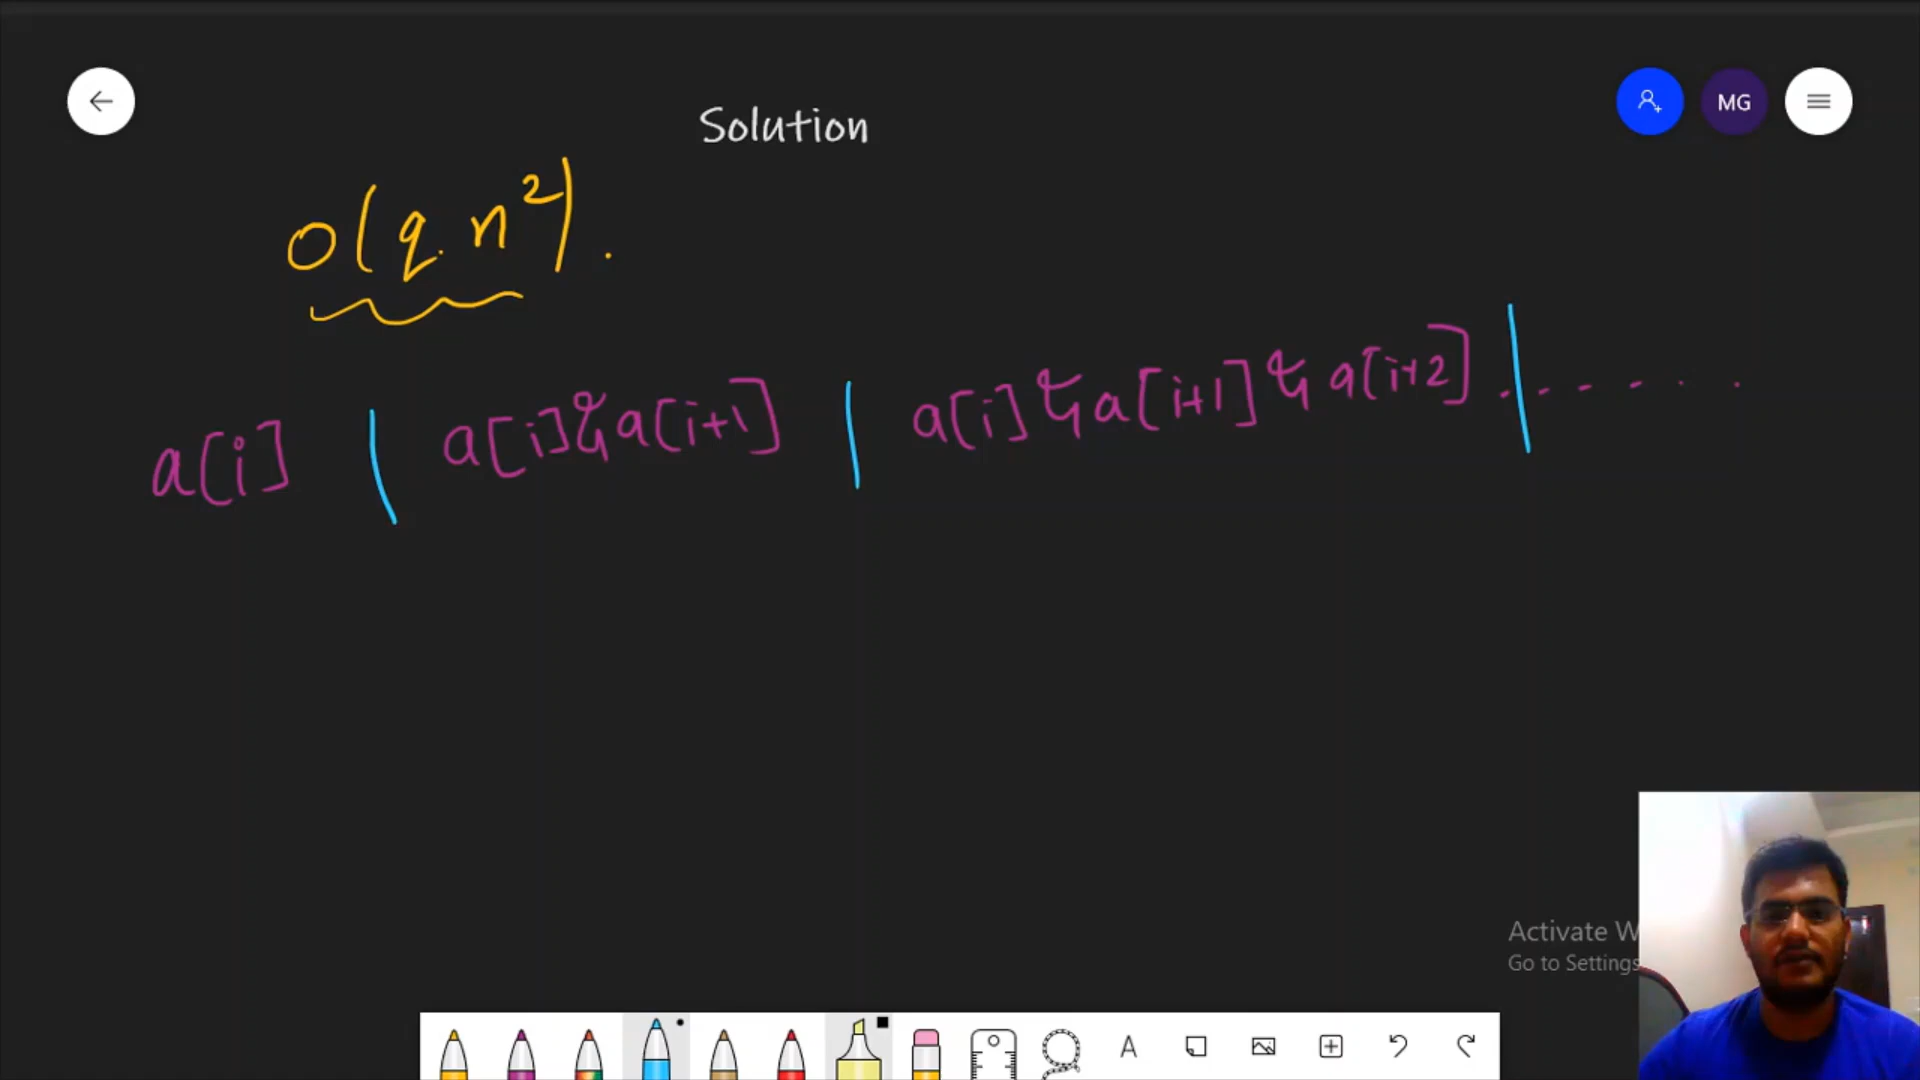 MG
Solution
O(q.n²).
a[i] | a[i]&a[i+1] | a[i]&a[i+1]&a[i+2] | .......
Activate W
Go to Settings
A